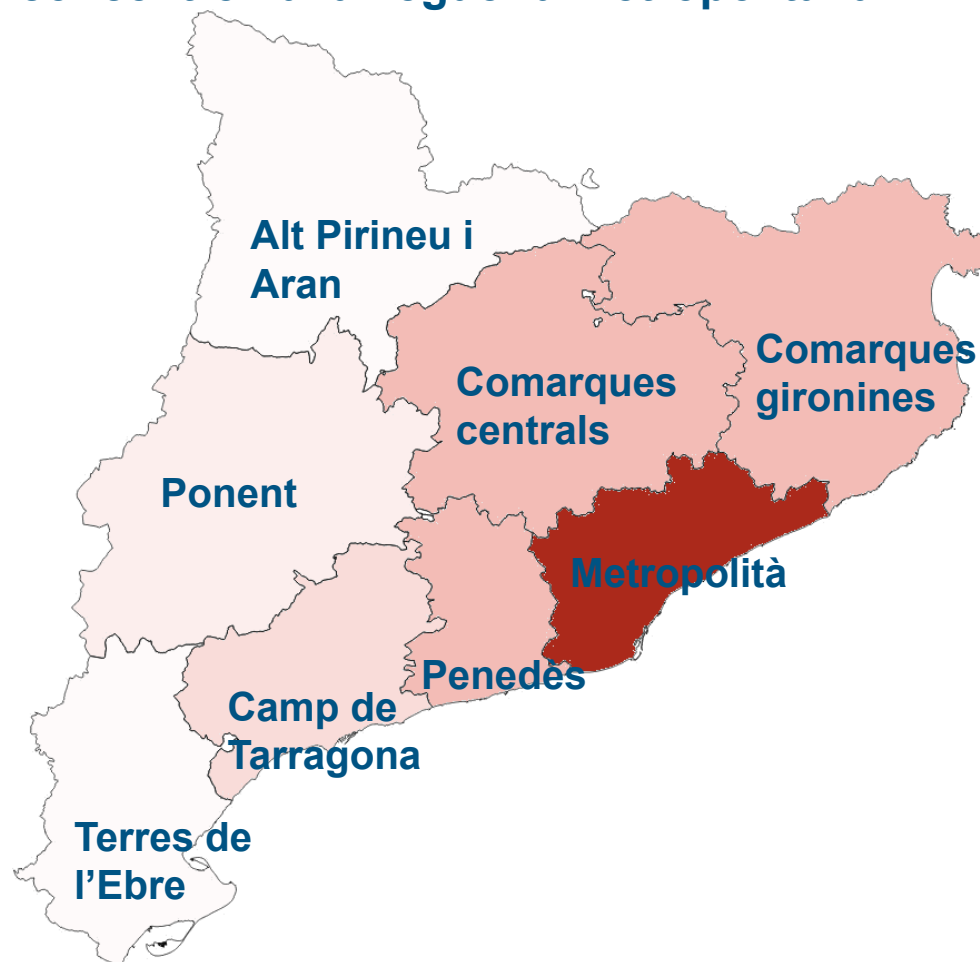 Alt Pirineu i
Aran
Comarques
gironines
Comarques
centrals
Ponent
Metropolità
Penedès
Camp de
Tarragona
Terres de
l’Ebre